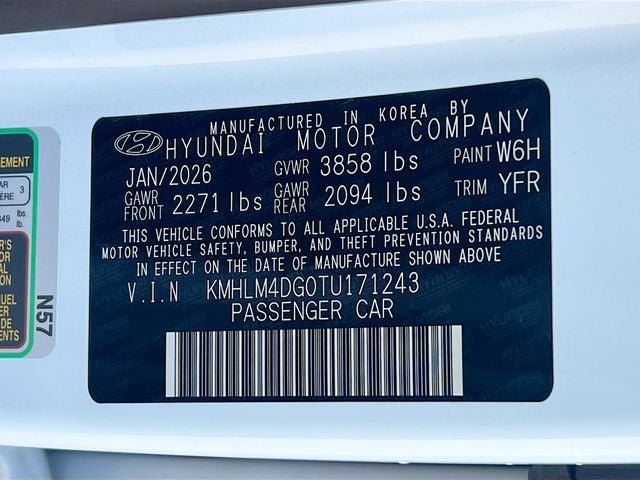 MANUFACTURED IN KOREA BY
HYUNDAI MOTOR COMPANY
JAN/2026 GVWR 3858 lbs PAINT W6H
GAWR FRONT 2271 lbs GAWR REAR 2094 lbs TRIM YFR
THIS VEHICLE CONFORMS TO ALL APPLICABLE U.S.A. FEDERAL
MOTOR VEHICLE SAFETY, BUMPER, AND THEFT PREVENTION STANDARDS
IN EFFECT ON THE DATE OF MANUFACTURE SHOWN ABOVE
V.I.N KMHLM4DG0TU171243
PASSENGER CAR
N57